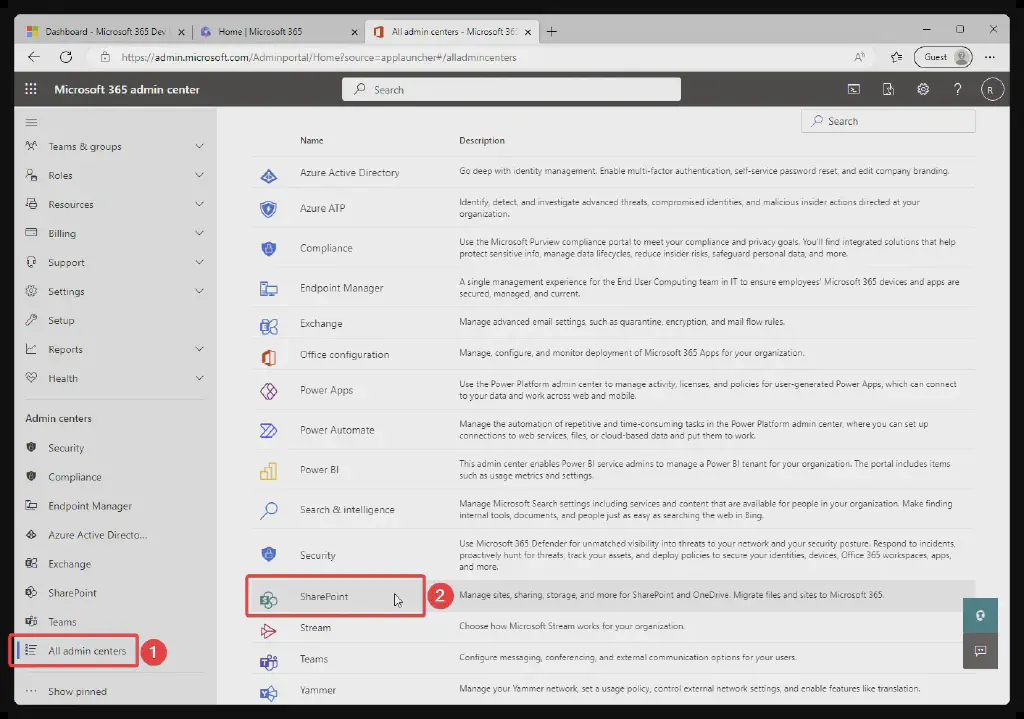 Dashboard - Microsoft 365 Dev
Home | Microsoft 365
All admin centers - Microsoft 36
https://admin.microsoft.com/Adminportal/Home?source=applauncher#/alladmincenters
Guest
Microsoft 365 admin center
Search
?
R
Teams & groups
Roles
Resources
Billing
Support
Settings
Setup
Reports
Health
Admin centers
Security
Compliance
Endpoint Manager
Azure Active Directo...
Exchange
SharePoint
Teams
All admin centers
1
Show pinned
Search
Name Description
Azure Active Directory
Go deep with identity management. Enable multi-factor authentication, self-service password reset, and edit company branding.
Azure ATP
Identify, detect, and investigate advanced threats, compromised identities, and malicious insider actions directed at your
organization.
Compliance
Use the Microsoft Purview compliance portal to meet your compliance and privacy goals. You'll find integrated solutions that help
protect sensitive info, manage data lifecycles, reduce insider risks, safeguard personal data, and more.
Endpoint Manager
A single management experience for the End User Computing team in IT to ensure employees' Microsoft 365 devices and apps are
secured, managed, and current.
Exchange
Manage advanced email settings, such as quarantine, encryption, and mail flow rules.
Office configuration
Manage, configure, and monitor deployment of Microsoft 365 Apps for your organization.
Power Apps
Use the Power Platform admin center to manage activity, licenses, and policies for user-generated Power Apps, which can connect
to your data and work across web and mobile.
Power Automate
Manage the automation of repetitive and time-consuming tasks in the Power Platform admin center, where you can set up
connections to web services, files, or cloud-based data and put them to work.
Power BI
This admin center enables Power BI service admins to manage a Power BI tenant for your organization. The portal includes items
such as usage metrics and settings.
Search & intelligence
Manage Microsoft Search settings including services and content that are available for people in your organization. Make finding
internal tools, documents, and people just as easy as searching the web in Bing.
Security
Use Microsoft 365 Defender for unmatched visibility into threats to your network and your security posture. Respond to incidents,
proactively hunt for threats, track your assets, and deploy policies to secure your identities, devices, Office 365 workspaces, apps,
and more.
SharePoint
2
Manage sites, sharing, storage, and more for SharePoint and OneDrive. Migrate files and sites to Microsoft 365.
Stream
Choose how Microsoft Stream works for your organization.
Teams
Configure messaging, conferencing, and external communication options for your users.
Yammer
Manage your Yammer network, set a usage policy, control external network settings, and enable features like translation.